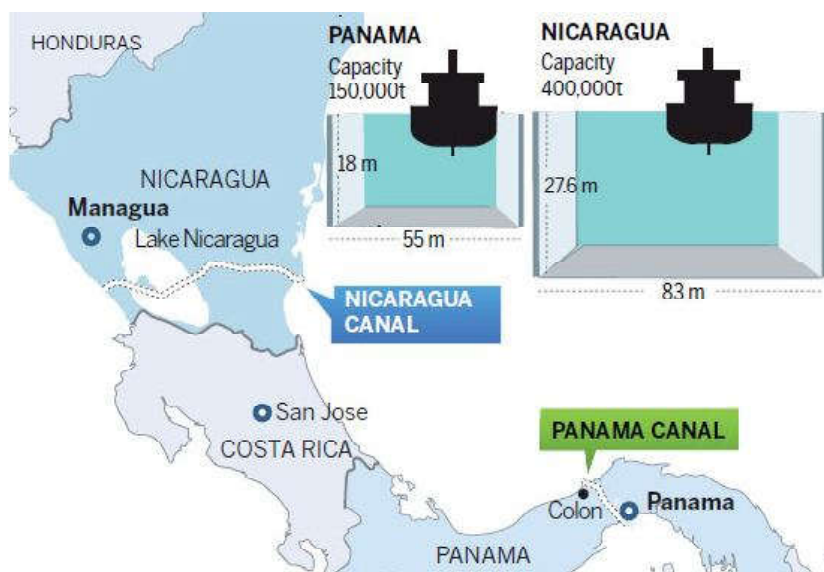 HONDURAS
PANAMA
Capacity
150,000t
18 m
55 m
NICARAGUA
Capacity
400,000t
27.6 m
83 m
NICARAGUA
Managua
Lake Nicaragua
NICARAGUA
CANAL
San Jose
COSTA RICA
PANAMA CANAL
Colon
Panama
PANAMA